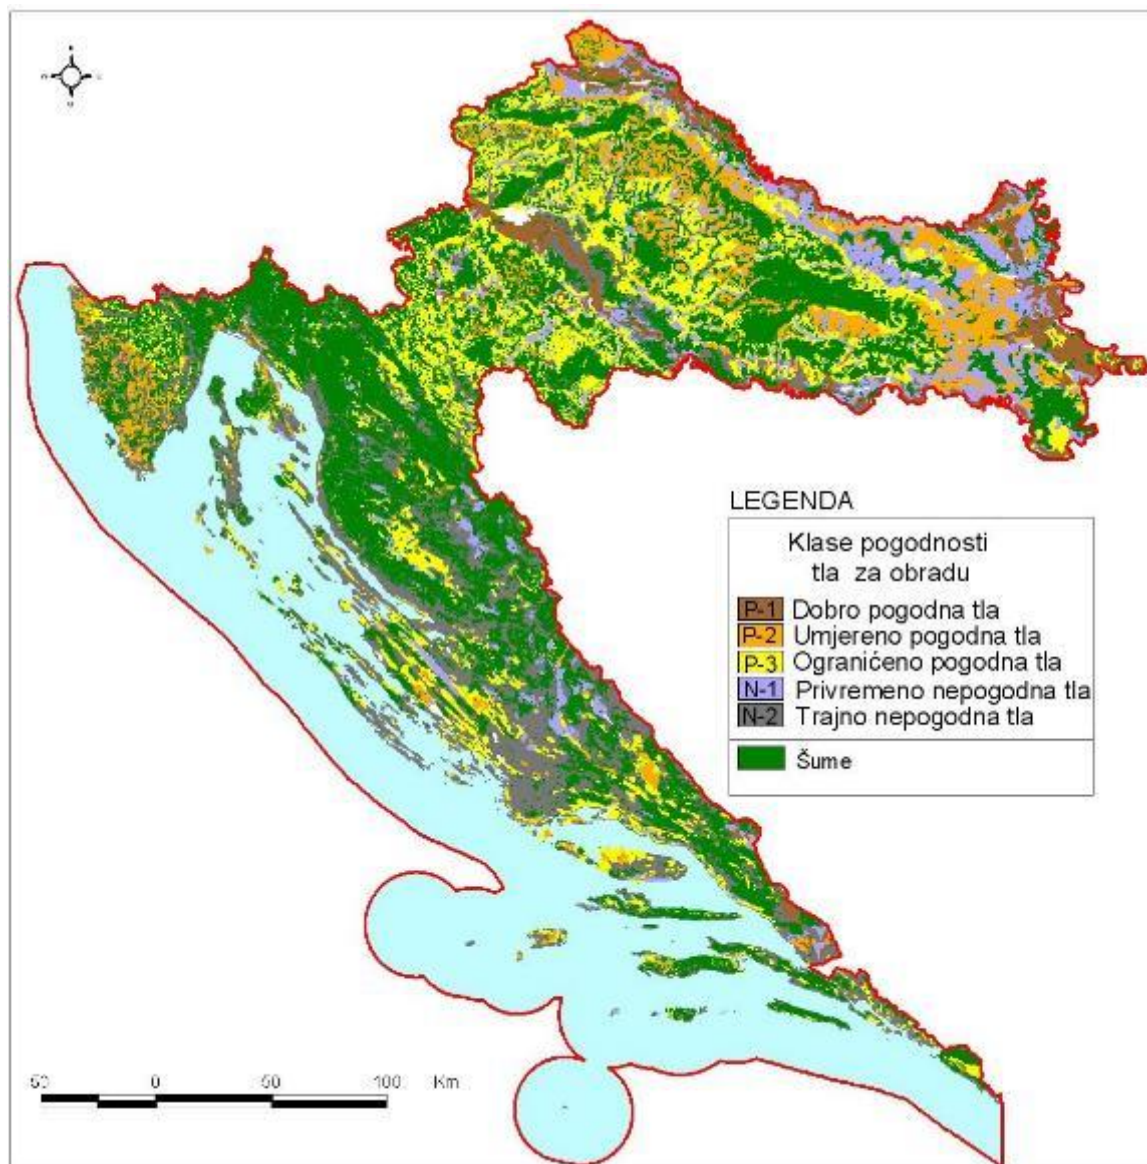 LEGENDA
Klase pogodnosti
tla za obradu
P-1 Dobro pogodna tla
P-2 Umjereno pogodna tla
P-3 Ograničeno pogodna tla
N-1 Privremeno nepogodna tla
N-2 Trajno nepogodna tla
Šume
50 0 50 100 Km